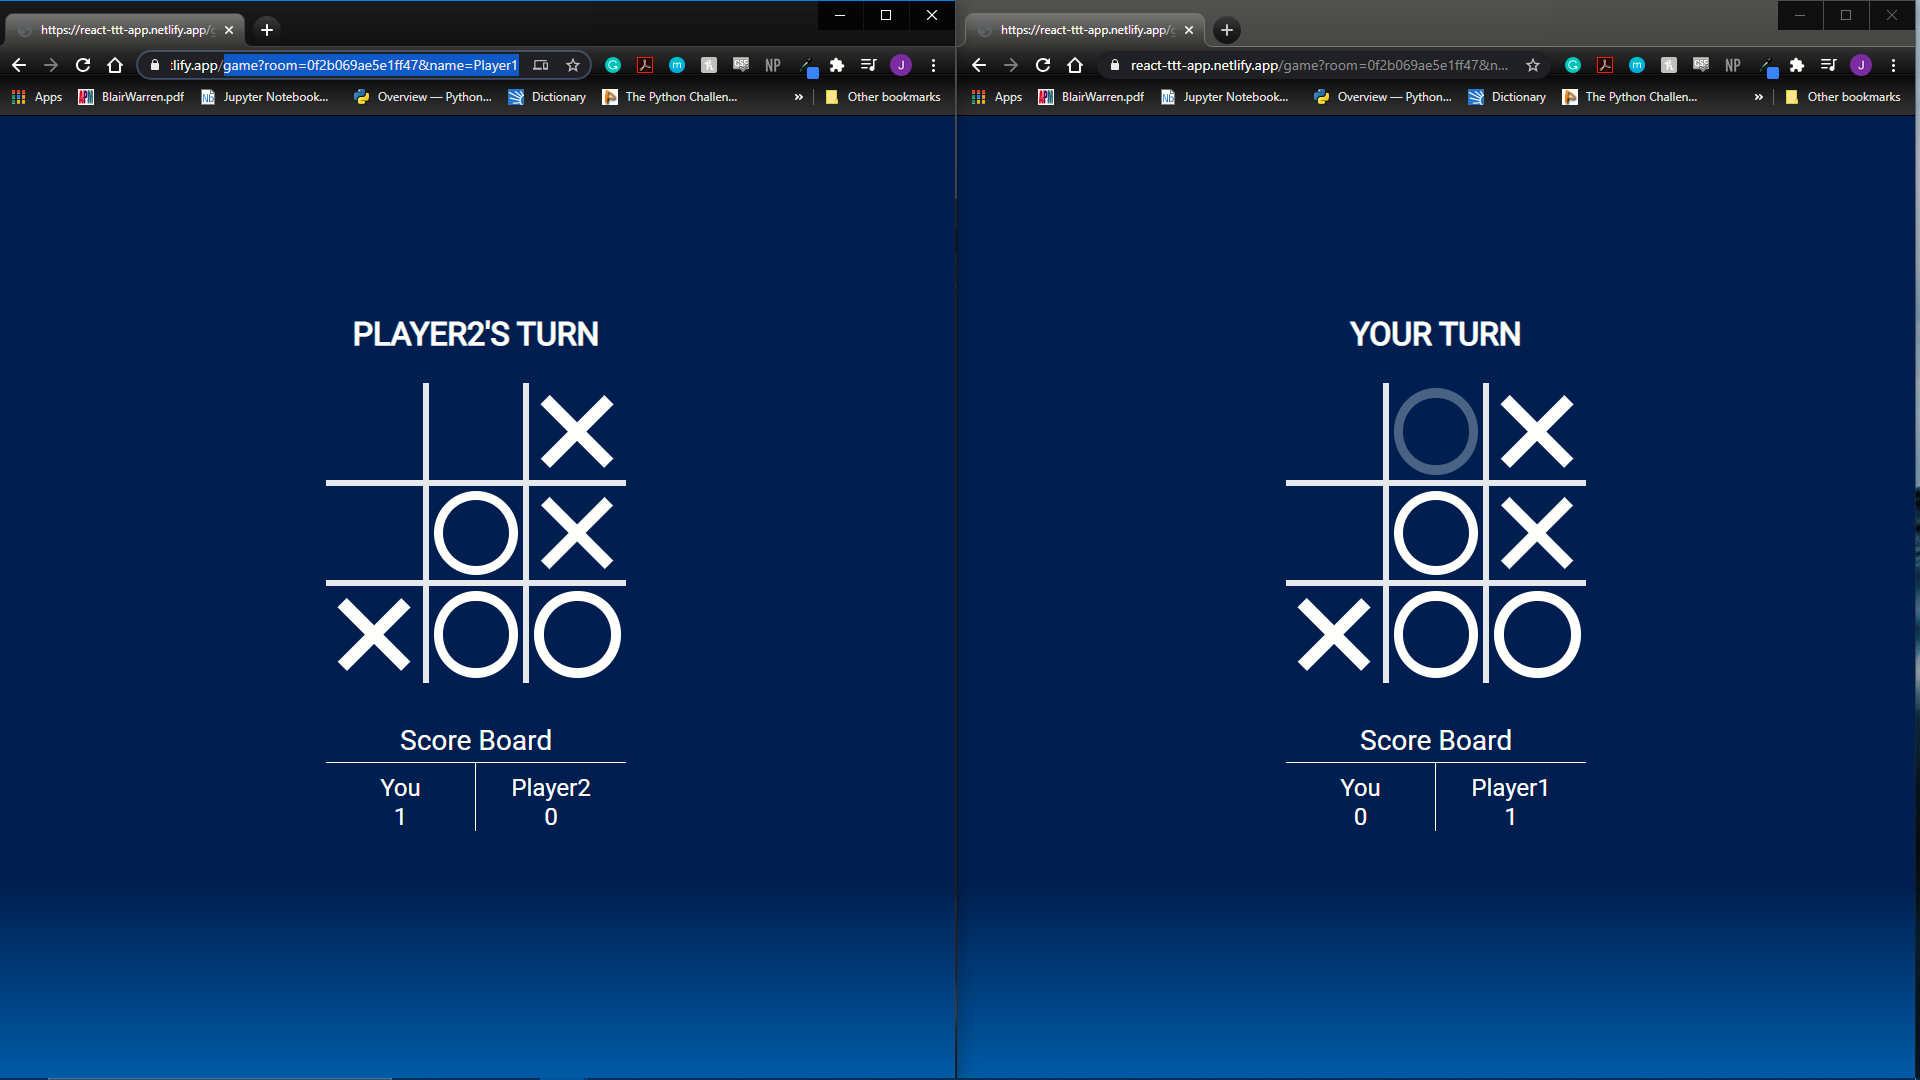 https://react-ttt-app.netlify.app/g
:lify.app/game?room=0f2b069ae5e1ff47&name=Player1
NP
J
Apps
BlairWarren.pdf
Jupyter Notebook...
Overview — Python...
Dictionary
The Python Challen...
»
Other bookmarks
PLAYER2'S TURN
Score Board
You
Player2
1
0
https://react-ttt-app.netlify.app/g
react-ttt-app.netlify.app/game?room=0f2b069ae5e1ff47&n...
NP
J
Apps
BlairWarren.pdf
Jupyter Notebook...
Overview — Python...
Dictionary
The Python Challen...
»
Other bookmarks
YOUR TURN
Score Board
You
Player1
0
1